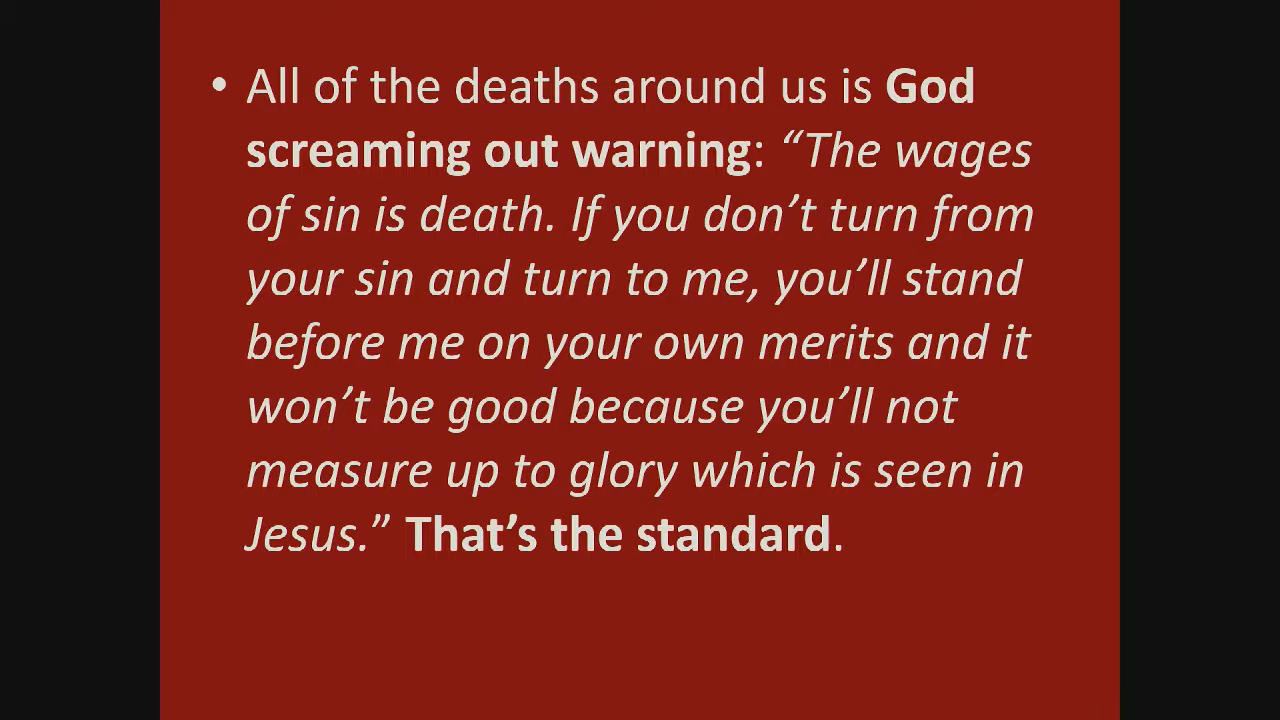 • All of the deaths around us is God
screaming out warning: “The wages
of sin is death. If you don’t turn from
your sin and turn to me, you’ll stand
before me on your own merits and it
won’t be good because you’ll not
measure up to glory which is seen in
Jesus.” That’s the standard.